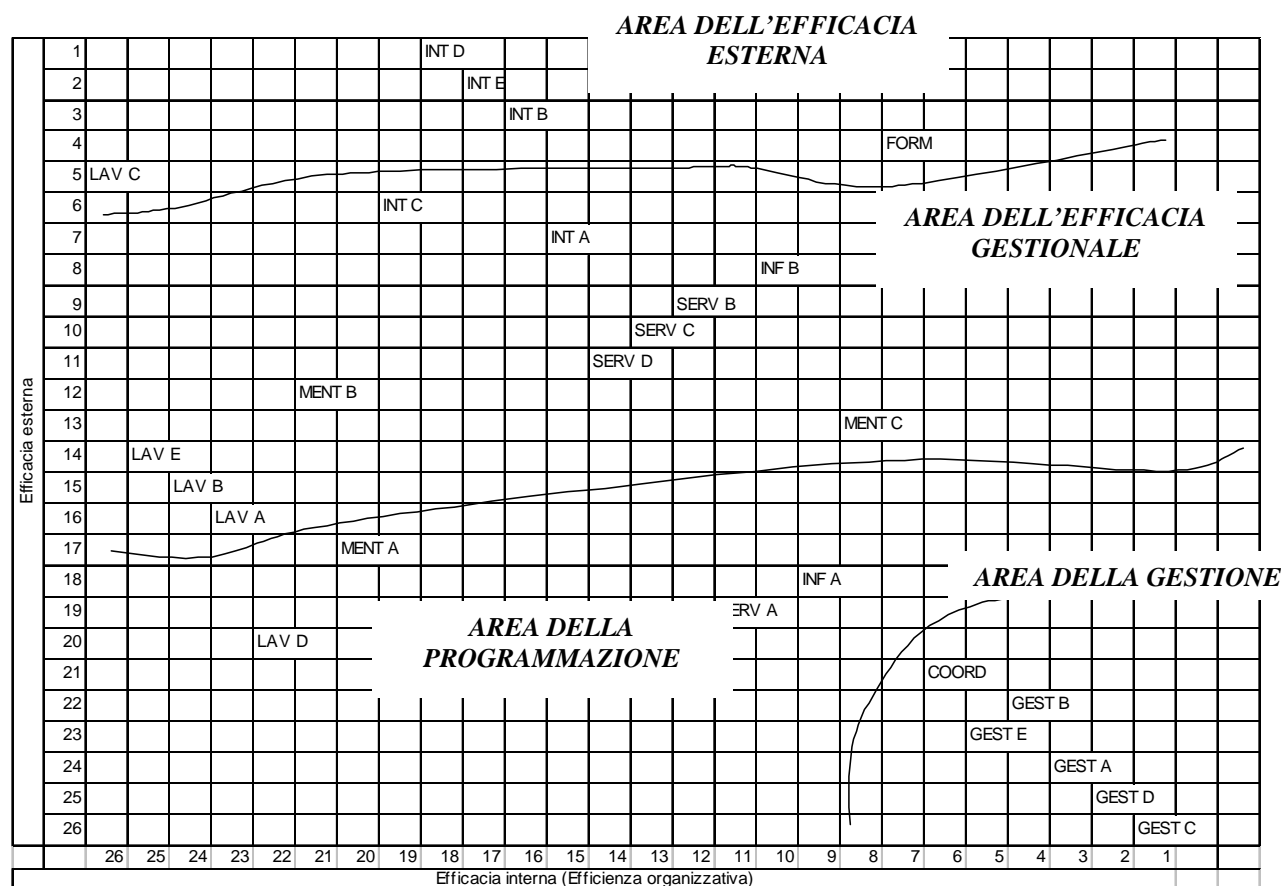 AREA DELL'EFFICACIA
ESTERNA
1 INT D
2 INT E
3 INT B
4 FORM
5 LAV C
6 INT C
AREA DELL'EFFICACIA
GESTIONALE
7 INT A
8 INF B
9 SERV B
10 SERV C
11 SERV D
12 MENT B
13 MENT C
14 LAV E
15 LAV B
16 LAV A
17 MENT A
18 INF A
AREA DELLA GESTIONE
19 ERV A
AREA DELLA
PROGRAMMAZIONE
20 LAV D
21 COORD
22 GEST B
23 GEST E
24 GEST A
25 GEST D
26 GEST C
Efficacia esterna
26 25 24 23 22 21 20 19 18 17 16 15 14 13 12 11 10 9 8 7 6 5 4 3 2 1
Efficacia interna (Efficienza organizzativa)